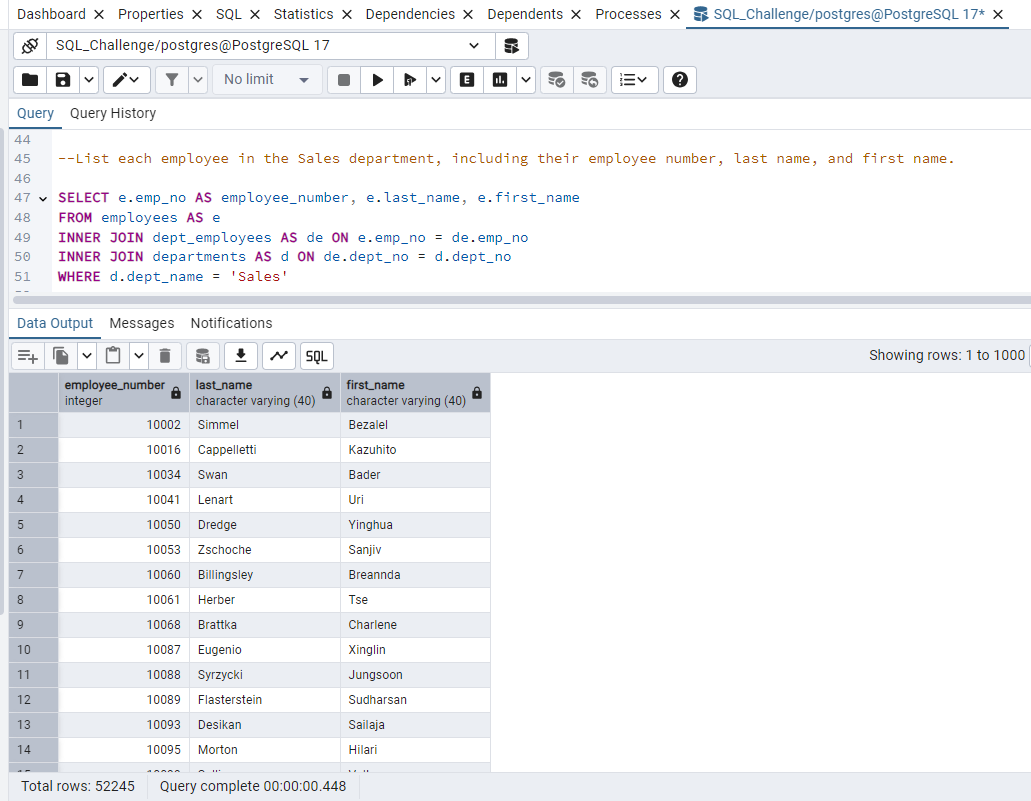 Dashboard Properties SQL Statistics Dependencies Dependents Processes SQL_Challenge/postgres@PostgreSQL 17*
SQL_Challenge/postgres@PostgreSQL 17
No limit
Query Query History
44
45 --List each employee in the Sales department, including their employee number, last name, and first name.
46
47 SELECT e.emp_no AS employee_number, e.last_name, e.first_name
48 FROM employees AS e
49 INNER JOIN dept_employees AS de ON e.emp_no = de.emp_no
50 INNER JOIN departments AS d ON de.dept_no = d.dept_no
51 WHERE d.dept_name = 'Sales'
Data Output Messages Notifications
SQL Showing rows: 1 to 1000
employee_number last_name first_name
integer character varying (40) character varying (40)
1 10002 Simmel Bezalel
2 10016 Cappelletti Kazuhito
3 10034 Swan Bader
4 10041 Lenart Uri
5 10050 Dredge Yinghua
6 10053 Zschoche Sanjiv
7 10060 Billingsley Breannda
8 10061 Herber Tse
9 10068 Brattka Charlene
10 10087 Eugenio Xinglin
11 10088 Syrzycki Jungsoon
12 10089 Flasterstein Sudharsan
13 10093 Desikan Sailaja
14 10095 Morton Hilari
Total rows: 52245 Query complete 00:00:00.448